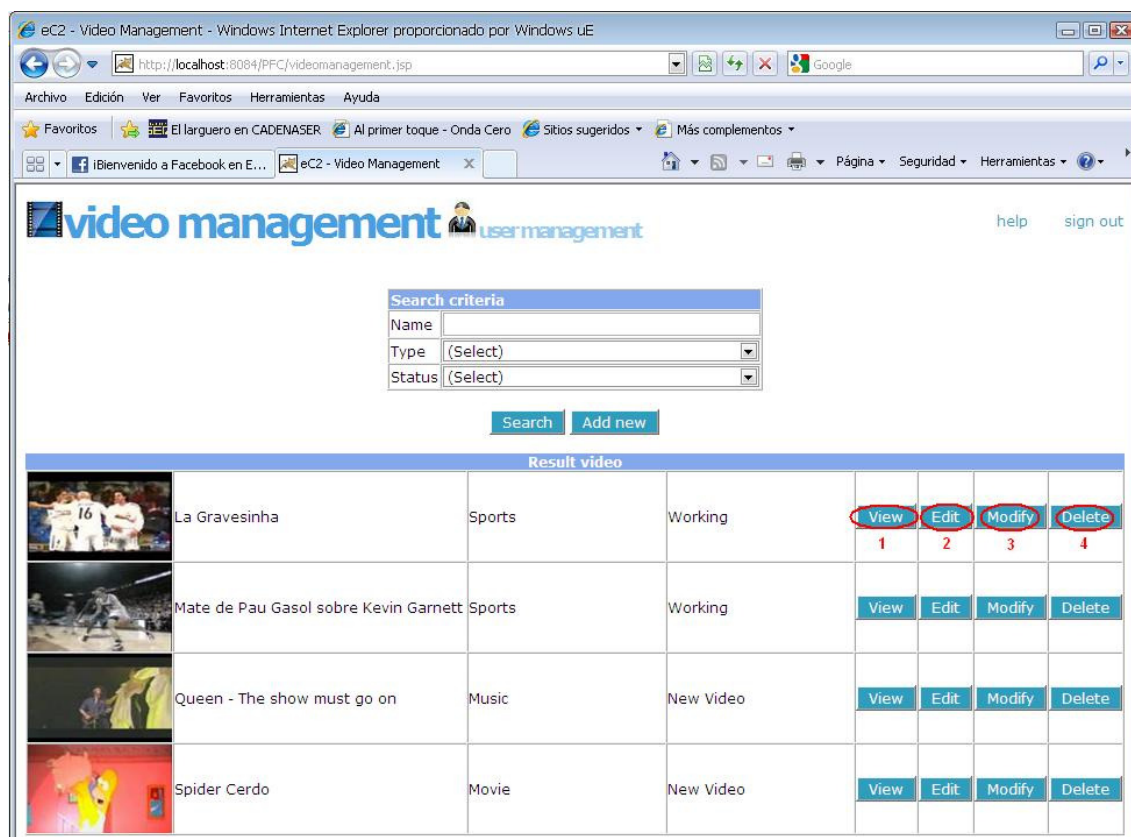 eC2 - Video Management - Windows Internet Explorer proporcionado por Windows uE
http://localhost:8084/PFC/videomanagement.jsp
Google
Archivo Edición Ver Favoritos Herramientas Ayuda
Favoritos El larguero en CADENASER Al primer toque - Onda Cero Sitios sugeridos Más complementos
¡Bienvenido a Facebook en E... eC2 - Video Management X Página Seguridad Herramientas
video management user management help sign out
Search criteria
Name
Type (Select)
Status (Select)
Search Add new
Result video
16
La Gravesinha Sports Working View Edit Modify Delete
1 2 3 4
Mate de Pau Gasol sobre Kevin Garnett Sports Working View Edit Modify Delete
Queen - The show must go on Music New Video View Edit Modify Delete
Spider Cerdo Movie New Video View Edit Modify Delete